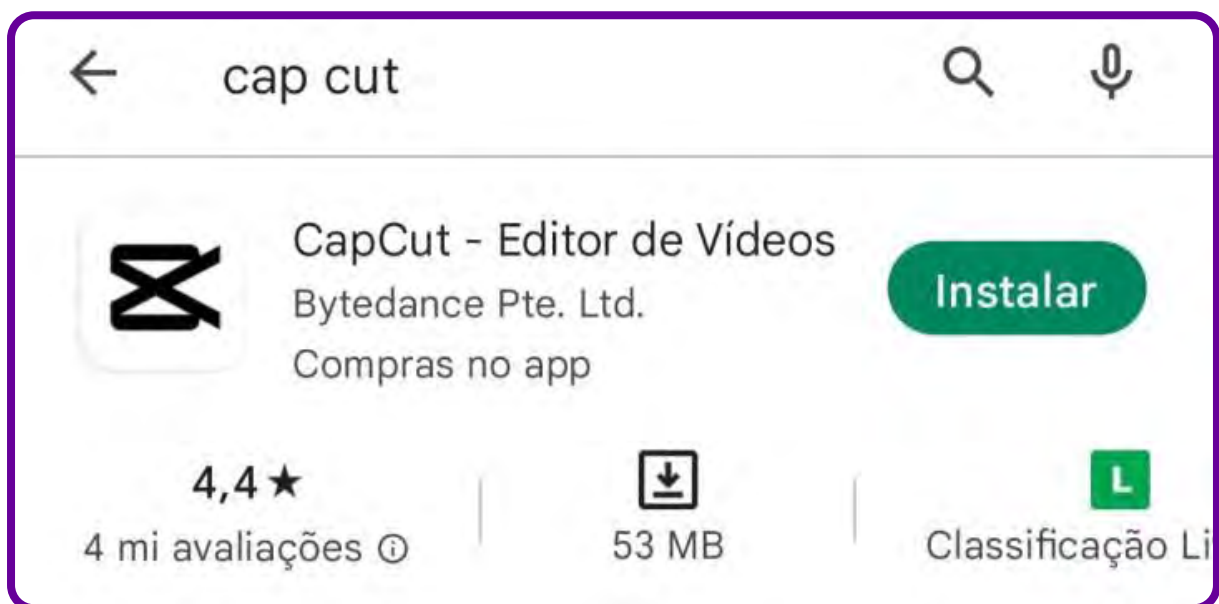 cap cut
CapCut - Editor de Vídeos
Bytedance Pte. Ltd.
Compras no app
Instalar
4,4★
4 mi avaliações
53 MB
L
Classificação Li